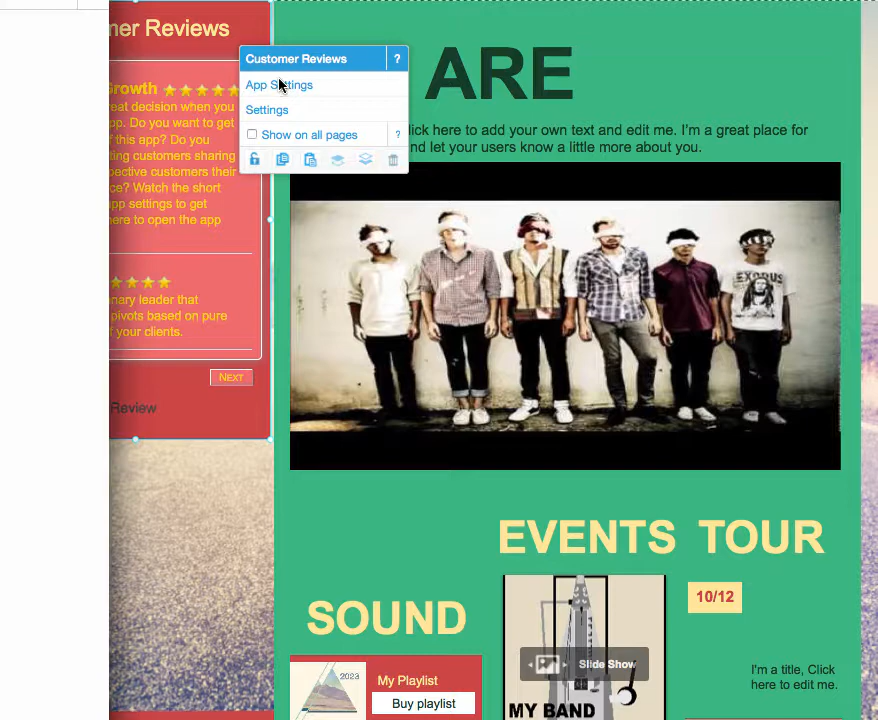 mer Reviews
Customer Reviews ?
App Settings
Settings
Show on all pages ?
Growth
eat decision when you
pp. Do you want to get
f this app? Do you
ting customers sharing
pective customers their
ce? Watch the short
pp settings to get
ere to open the app
nary leader that
pivots based on pure
f your clients.
NEXT
Review
ARE
lick here to add your own text and edit me. I'm a great place for
nd let your users know a little more about you.
EXODUS
EVENTS TOUR
10/12
SOUND
Slide Show
I'm a title, Click
here to edit me.
2023
My Playlist
Buy playlist
MY BAND